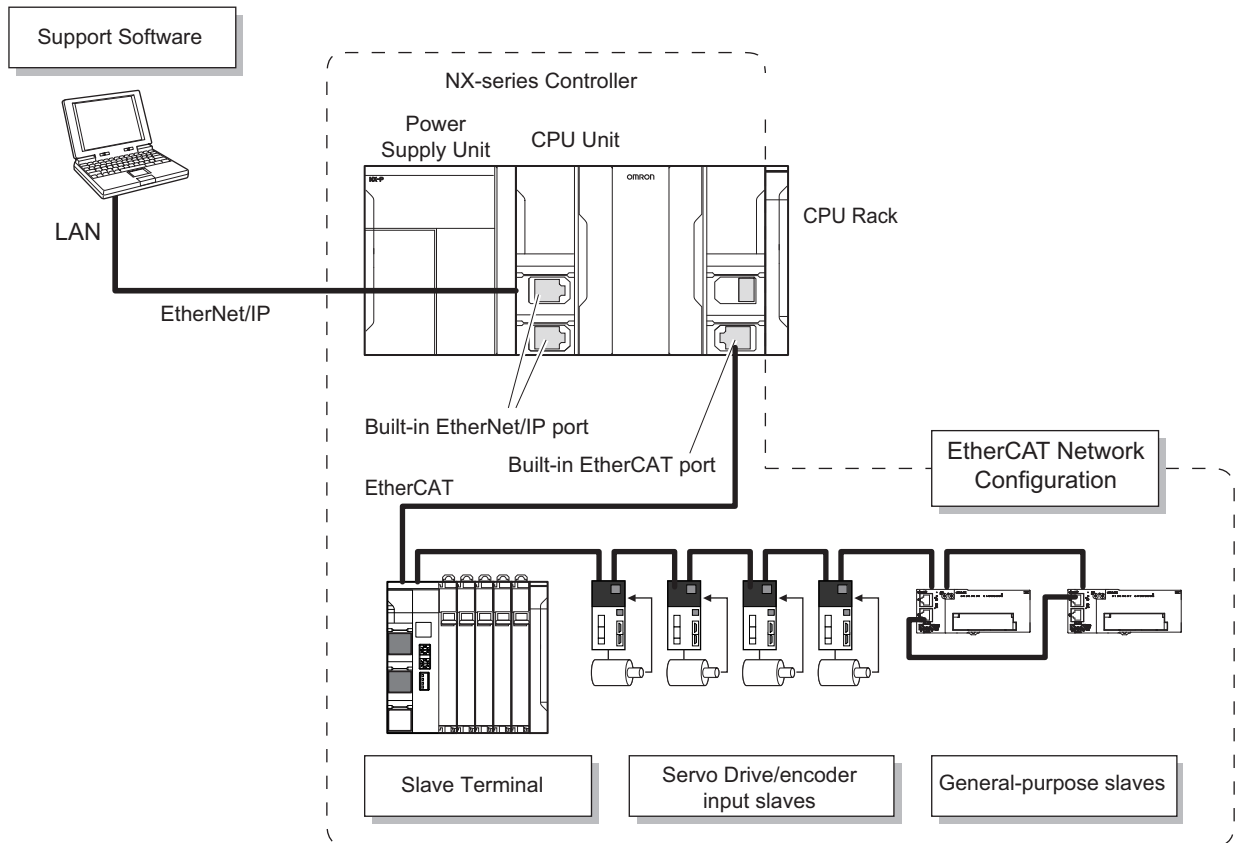 Support Software
NX-series Controller
Power
Supply Unit
CPU Unit
NX-P
OMRON
CPU Rack
LAN
EtherNet/IP
Built-in EtherNet/IP port
Built-in EtherCAT port
EtherCAT
EtherCAT Network
Configuration
Slave Terminal
Servo Drive/encoder
input slaves
General-purpose slaves